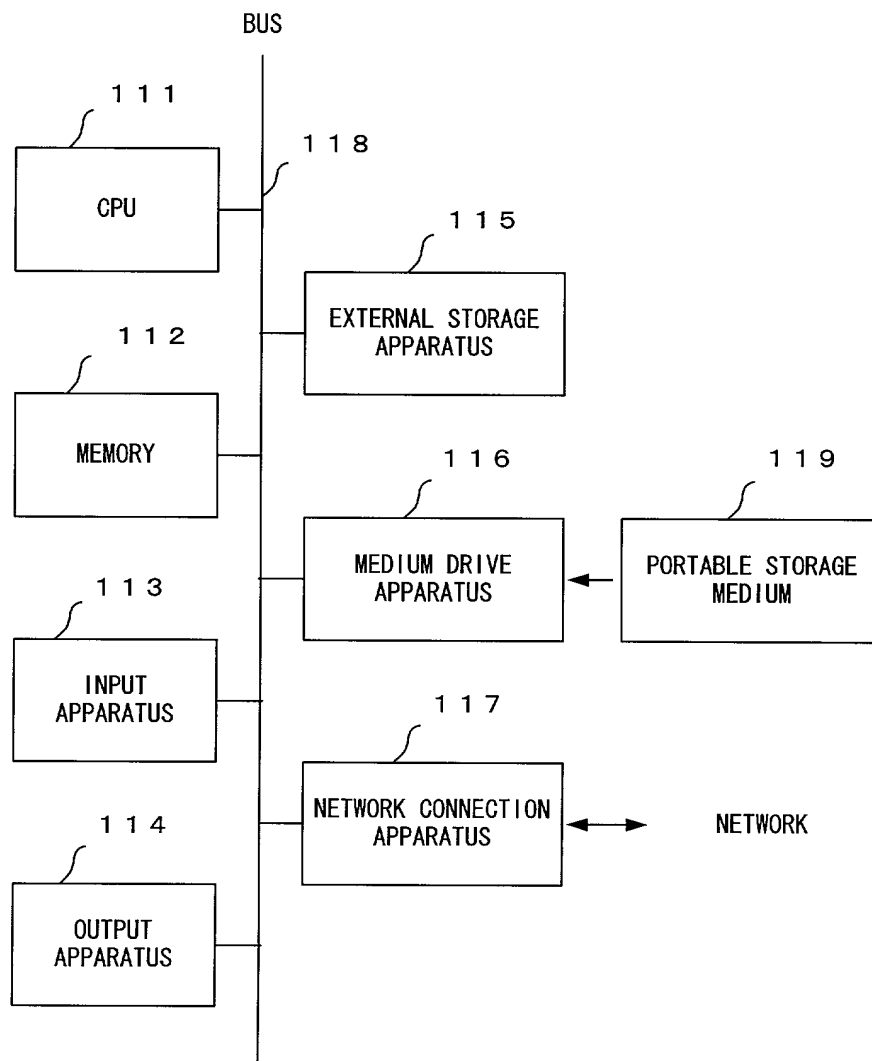 BUS
111
118
CPU
115
EXTERNAL STORAGE
APPARATUS
112
MEMORY
116
119
MEDIUM DRIVE
APPARATUS
PORTABLE STORAGE
MEDIUM
113
INPUT
APPARATUS
117
NETWORK CONNECTION
APPARATUS
NETWORK
114
OUTPUT
APPARATUS